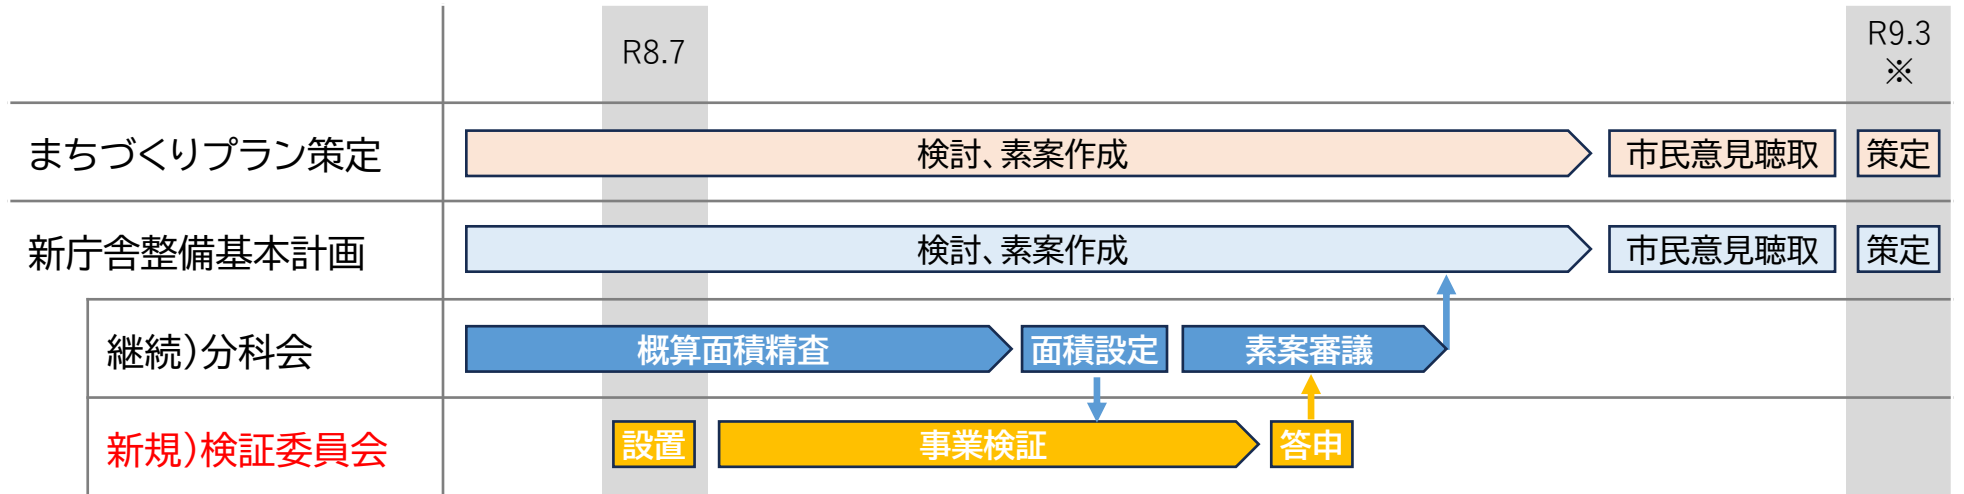 R8.7
R9.3
※
まちづくりプラン策定
検討、素案作成
市民意見聴取
策定
新庁舎整備基本計画
検討、素案作成
市民意見聴取
策定
継続)分科会
概算面積精査
面積設定
素案審議
新規)検証委員会
設置
事業検証
答申